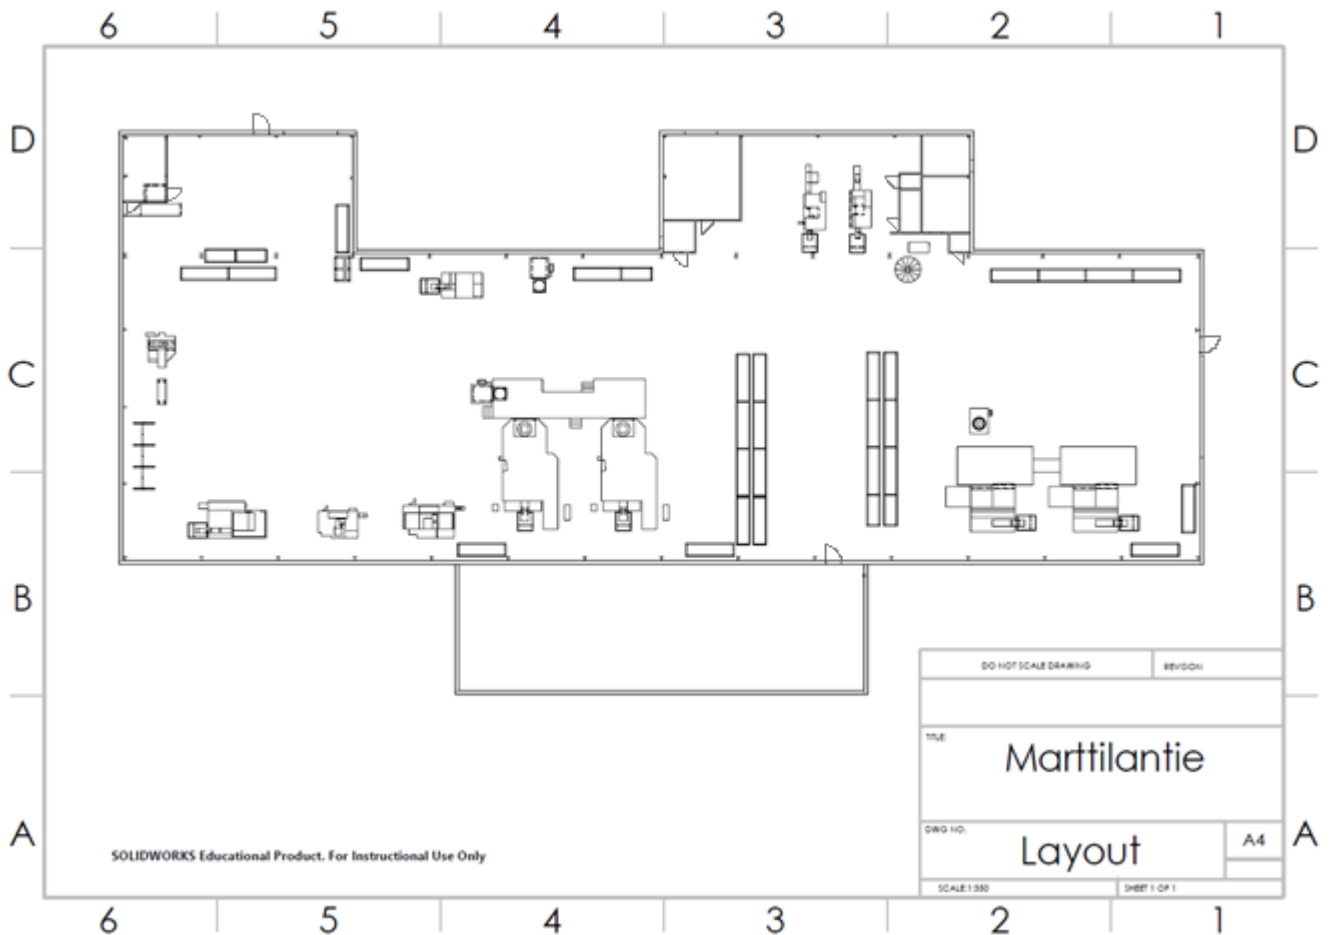 6 5 4 3 2 1
D D
C C
B B
DO NOT SCALE DRAWING REVISION
TITLE:
Marttilantie
DWG NO.
A Layout A4 A
SOLIDWORKS Educational Product. For Instructional Use Only
SCALE:1:350 SHEET 1 OF 1
6 5 4 3 2 1